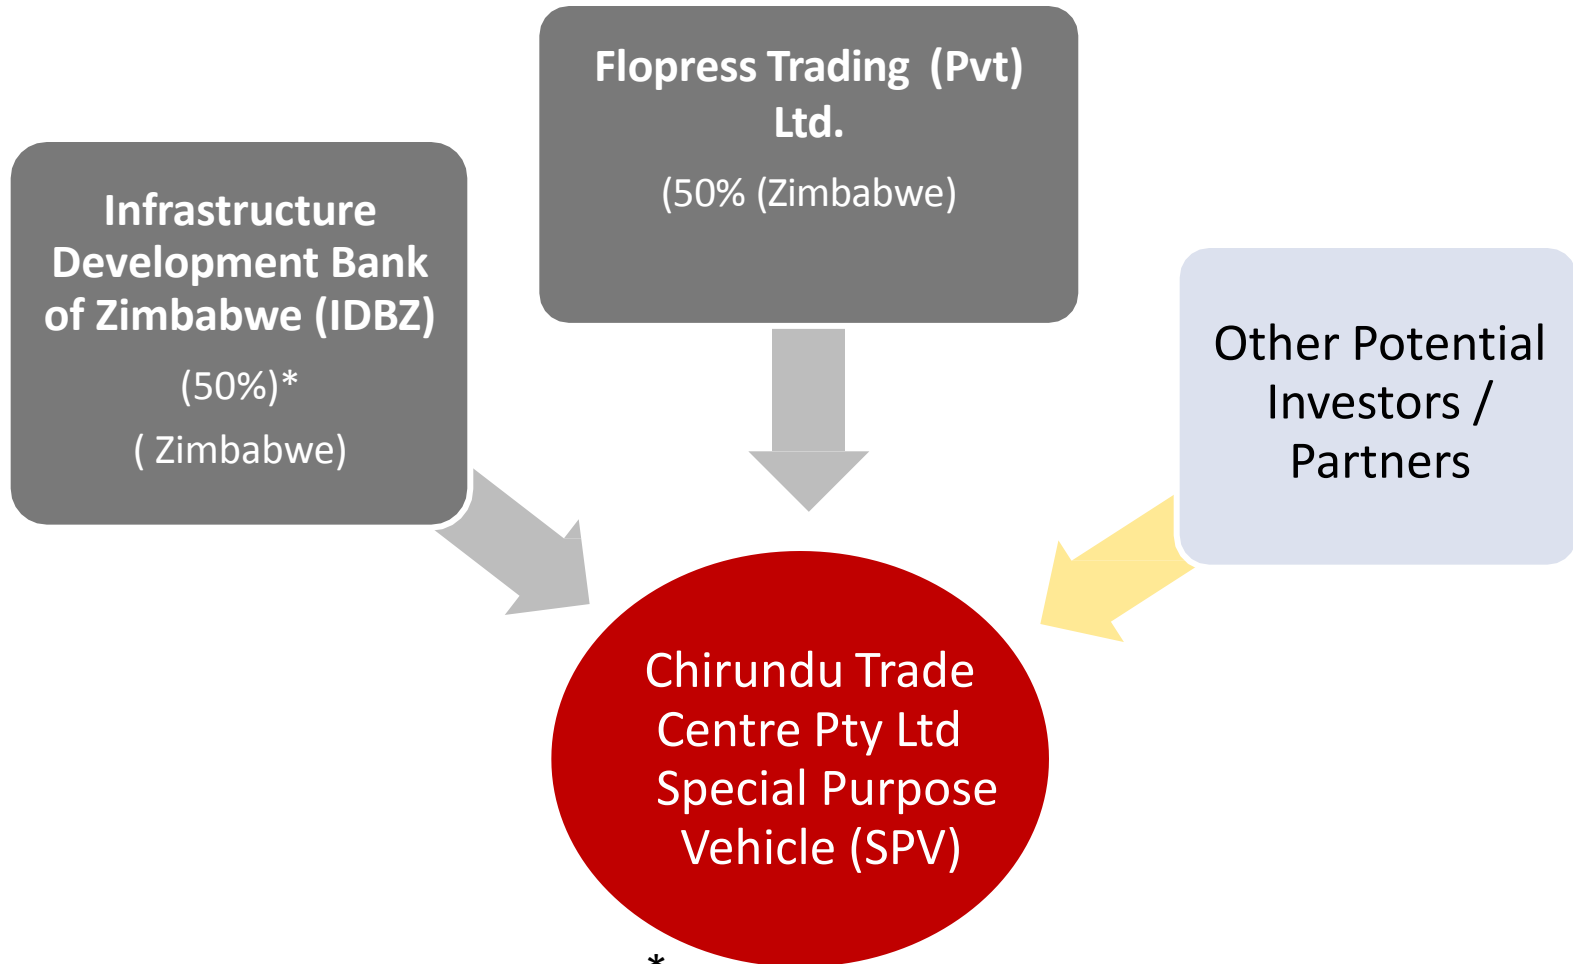 Flopress Trading (Pvt)
Ltd.
(50% (Zimbabwe)
Infrastructure
Development Bank
of Zimbabwe (IDBZ)
(50%)*
( Zimbabwe)
Other Potential
Investors /
Partners
Chirundu Trade
Centre Pty Ltd
Special Purpose
Vehicle (SPV)
*